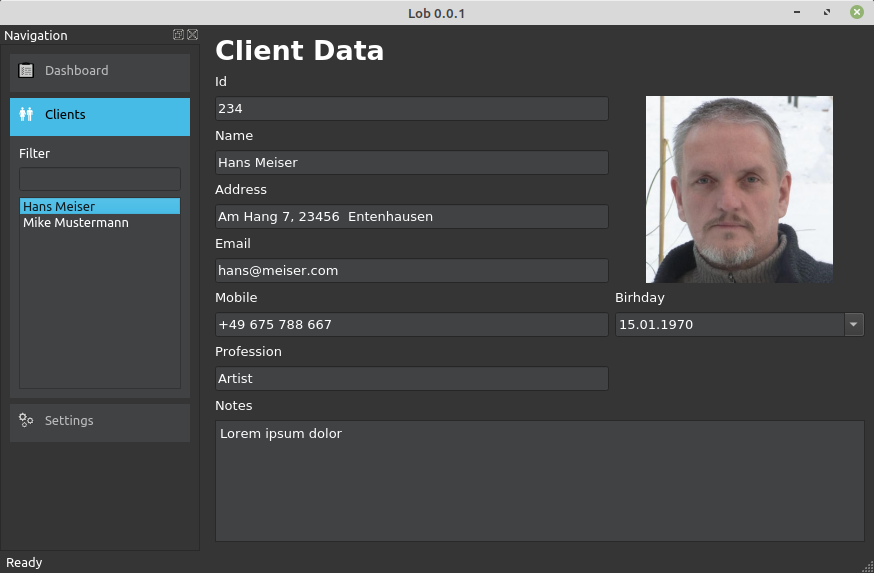 Lob 0.0.1
Navigation
Dashboard
Clients
Filter
Hans Meiser
Mike Mustermann
Settings
Client Data
Id
234
Name
Hans Meiser
Address
Am Hang 7, 23456  Entenhausen
Email
hans@meiser.com
Mobile
+49 675 788 667
Birhday
15.01.1970
Profession
Artist
Notes
Lorem ipsum dolor
Ready